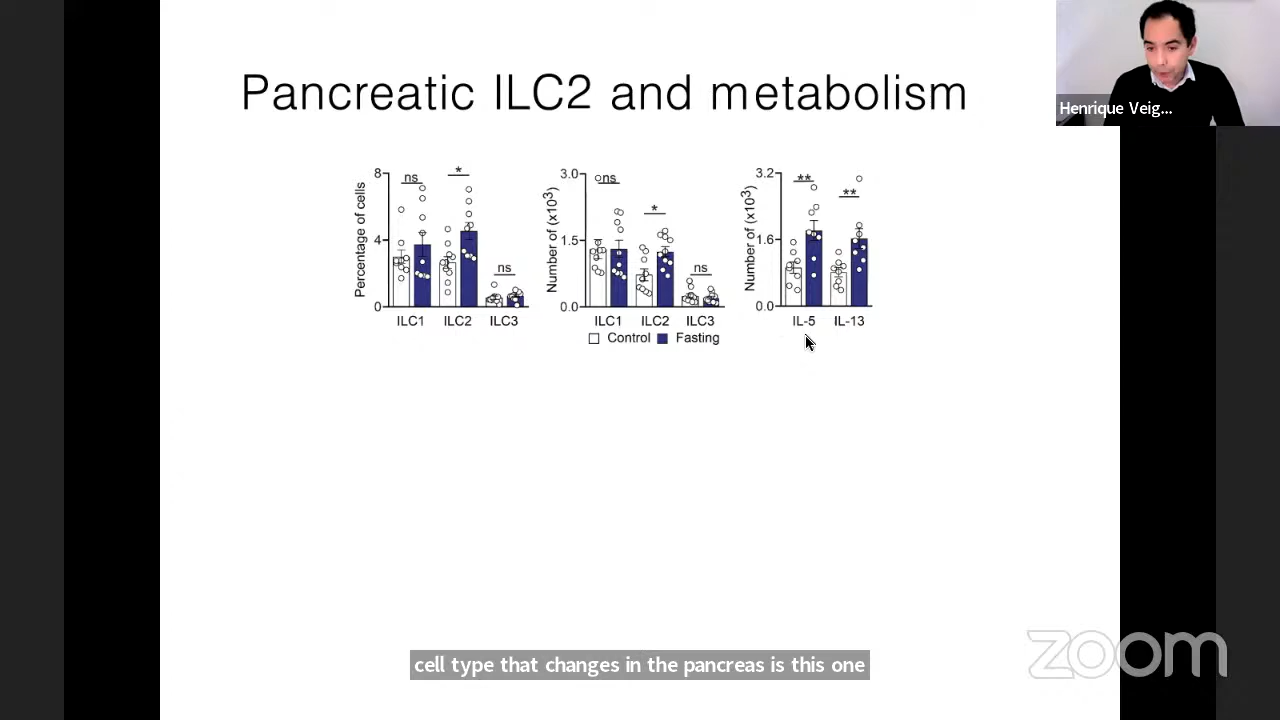 Pancreatic ILC2 and metabolism
Henrique Veig...
Percentage of cells
8
4
0
ns
*
ns
ILC1
ILC2
ILC3
Number of (x10³)
3.0
1.5
0.0
ns
*
ns
ILC1
ILC2
ILC3
Control
Fasting
Number of (x10³)
3.2
1.6
0.0
**
**
IL-5
IL-13
cell type that changes in the pancreas is this one
zoom